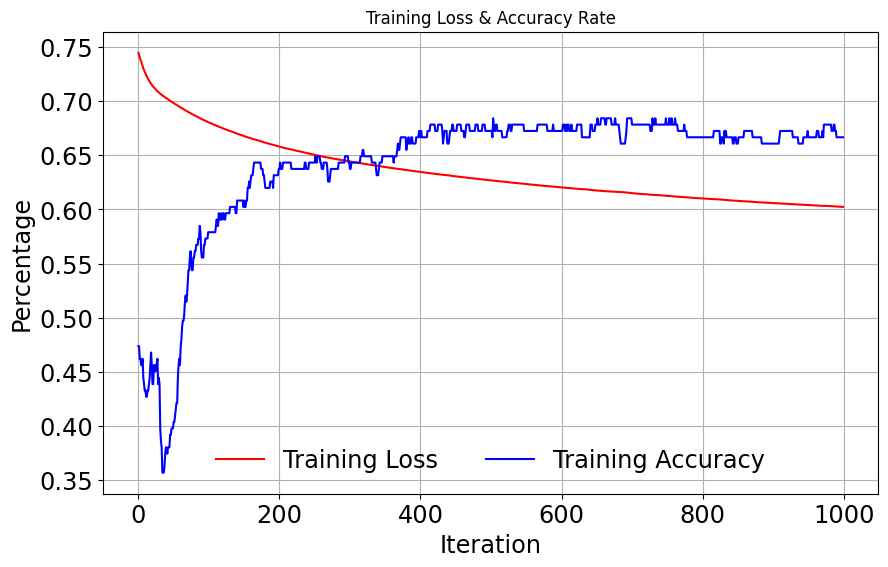 Training Loss & Accuracy Rate
0.75
0.70
0.65
0.60
0.55
0.50
0.45
0.40
0.35
Percentage
Training Loss Training Accuracy
0 200 400 600 800 1000
Iteration